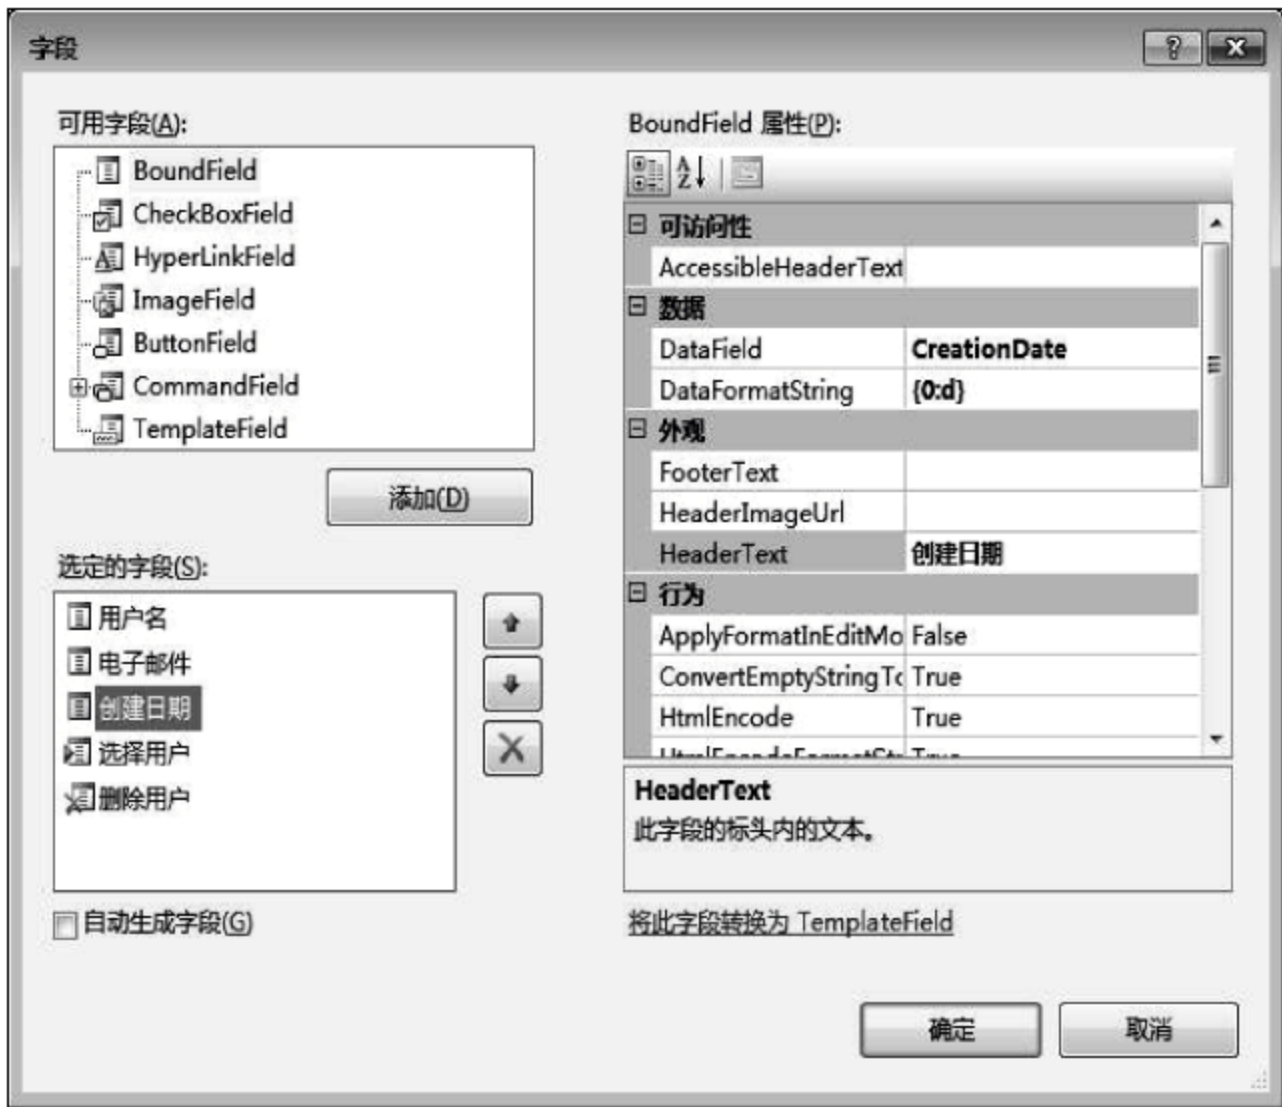 字段
可用字段(A):
BoundField
CheckBoxField
HyperLinkField
ImageField
ButtonField
CommandField
TemplateField
添加(D)
选定的字段(S):
用户名
电子邮件
创建日期
选择用户
删除用户
自动生成字段(G)
BoundField 属性(P):
可访问性
AccessibleHeaderText
数据
DataField CreationDate
DataFormatString {0:d}
外观
FooterText
HeaderImageUrl
HeaderText 创建日期
行为
ApplyFormatInEditMo False
ConvertEmptyStringTo True
HtmlEncode True
HtmlEncodeFormatStr True
HeaderText
此字段的标头内的文本。
将此字段转换为 TemplateField
确定 取消